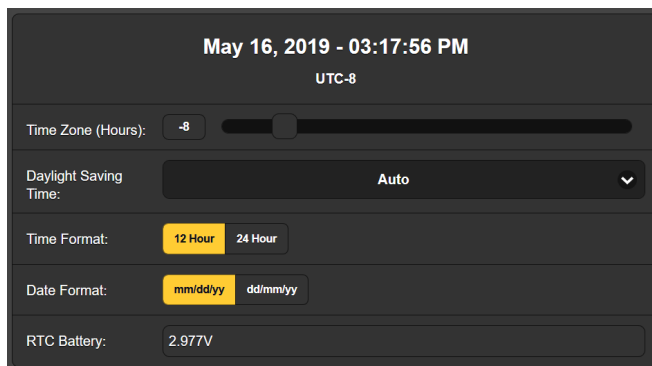 May 16, 2019 - 03:17:56 PM
UTC-8
Time Zone (Hours): -8
Daylight Saving
Time:
Auto
Time Format: 12 Hour 24 Hour
Date Format: mm/dd/yy dd/mm/yy
RTC Battery: 2.977V